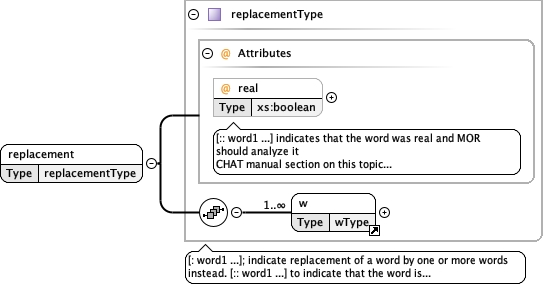 replacementType
@ Attributes
@ real
Type xs:boolean
[:: word1 ...] indicates that the word was real and MOR
should analyze it
CHAT manual section on this topic...
replacement
Type replacementType
1..∞
w
Type wType
[: word1 ...]; indicate replacement of a word by one or more words
instead. [:: word1 ...] to indicate that the word is...